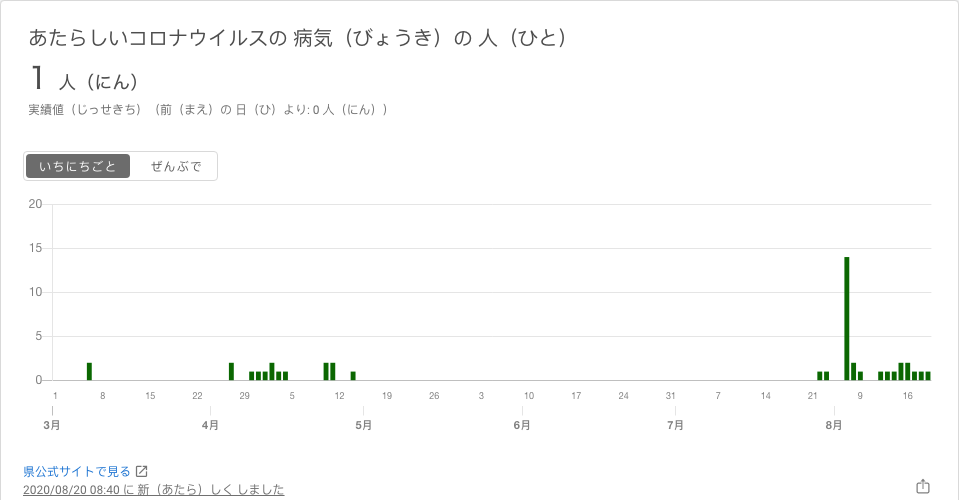 あたらしいコロナウイルスの 病気（びょうき）の 人（ひと）
1 人（にん）
実績値（じっせきち）（前（まえ）の 日（ひ）より: 0 人（にん））
いちにちごと ぜんぶで
20
15
10
5
0
1 8 15 22 29 5 12 19 26 3 10 17 24 31 7 14 21 9 16
3月 4月 5月 6月 7月 8月
県公式サイトで見る
2020/08/20 08:40 に 新（あたら）しく しました